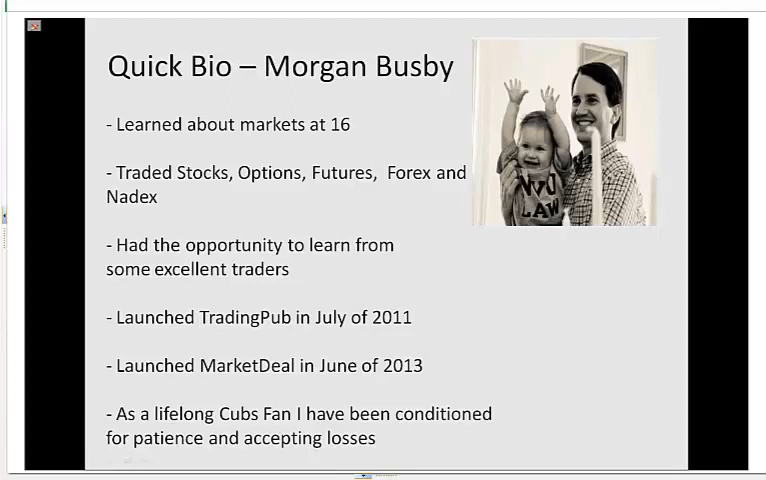 Quick Bio – Morgan Busby
- Learned about markets at 16
- Traded Stocks, Options, Futures, Forex and
Nadex
- Had the opportunity to learn from
some excellent traders
- Launched TradingPub in July of 2011
- Launched MarketDeal in June of 2013
- As a lifelong Cubs Fan I have been conditioned
for patience and accepting losses
LAW